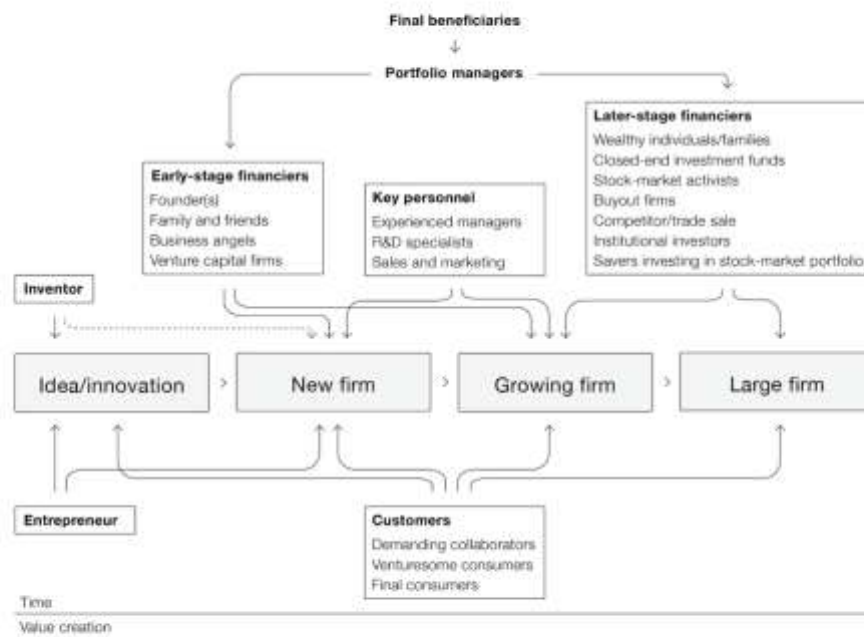 Final beneficiaries
Portfolio managers
Later-stage financiers
Wealthy individuals/families
Closed-end investment funds
Stock-market activists
Buyout firms
Competitor/trade sale
Institutional investors
Savers investing in stock-market portfolio
Early-stage financiers
Founder(s)
Family and friends
Business angels
Venture capital firms
Key personnel
Experienced managers
R&D specialists
Sales and marketing
Inventor
Idea/innovation
New firm
Growing firm
Large firm
Entrepreneur
Customers
Demanding collaborators
Venturesome consumers
Final consumers
Time
Value creation